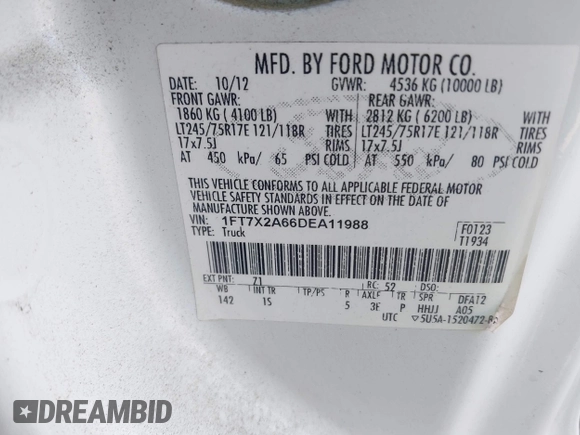 MFD. BY FORD MOTOR CO.
DATE: 10/12 GVWR: 4536 KG (10000 LB)
FRONT GAWR: REAR GAWR:
1860 KG ( 4100 LB) WITH 2812 KG ( 6200 LB) WITH
LT245/75R17E 121/118R TIRES LT245/75R17E 121/118R TIRES
17x7.5J RIMS 17x7.5J RIMS
AT 450 kPa/ 65 PSI COLD AT 550 kPa/ 80 PSI COLD
THIS VEHICLE CONFORMS TO ALL APPLICABLE FEDERAL MOTOR
VEHICLE SAFETY STANDARDS IN EFFECT ON THE DATE OF
MANUFACTURE SHOWN ABOVE.
VIN: 1FT7X2A66DEA11988 F0123
TYPE: Truck T1934
EXT PNT: Z1 RC: 52 DSO:
WB INT TR TP/PS R AXLE TR SPR DFA12
142 1S 5 3E P HHJJ A05
UTC 5U5A-1520472-
DREAMBID